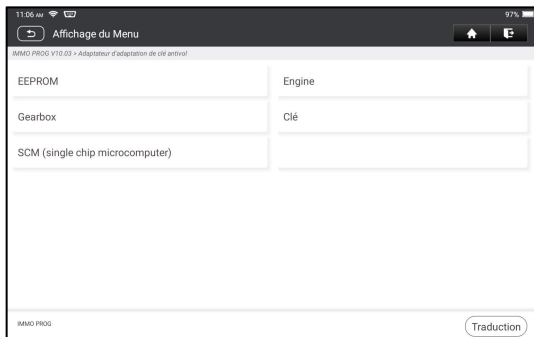 11:06 AM 97%
Affichage du Menu
IMMO PROG V10.03 > Adaptateur d'adaptation de clé antivol
EEPROM
Engine
Gearbox
Clé
SCM (single chip microcomputer)
IMMO PROG
Traduction